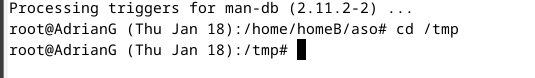 Processing triggers for man-db (2.11.2-2) ...
root@AdrianG (Thu Jan 18):/home/homeB/aso# cd /tmp
root@AdrianG (Thu Jan 18):/tmp#